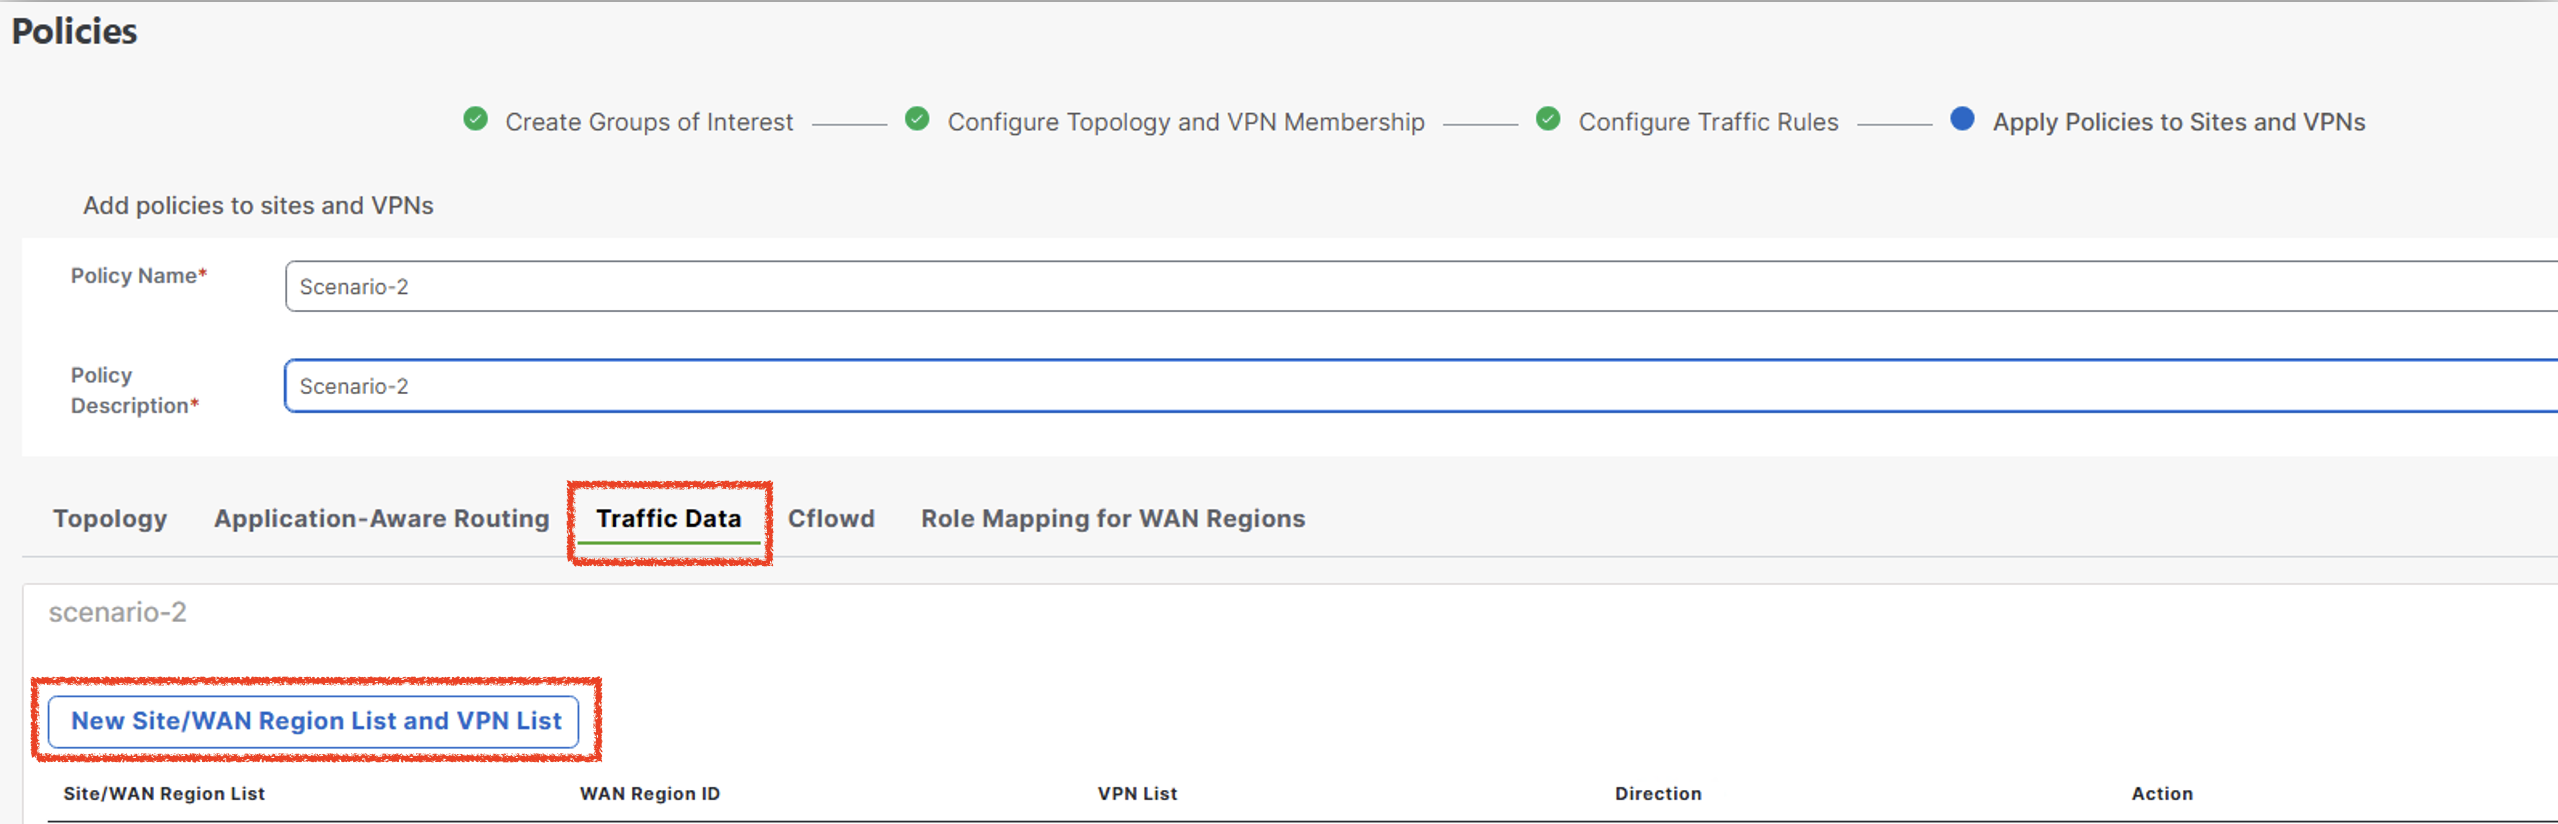 Policies
Create Groups of Interest
Configure Topology and VPN Membership
Configure Traffic Rules
Apply Policies to Sites and VPNs
Add policies to sites and VPNs
Policy Name*
Scenario-2
Policy
Description*
Scenario-2
Topology
Application-Aware Routing
Traffic Data
Cflowd
Role Mapping for WAN Regions
scenario-2
New Site/WAN Region List and VPN List
Site/WAN Region List
WAN Region ID
VPN List
Direction
Action